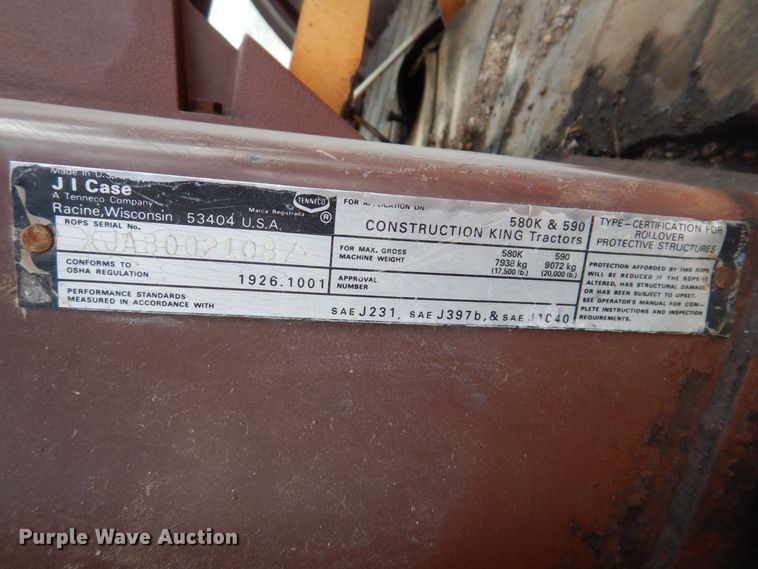 Made in U.S.A.
J I Case
A Tenneco Company
Racine, Wisconsin 53404 U.S.A.
TENNECO
®
Marca Registrada
ROPS SERIAL No.
CONFORMS TO
OSHA REGULATION 1926.1001
PERFORMANCE STANDARDS
MEASURED IN ACCORDANCE WITH SAE J231, SAE J397b, & SAE J1040
FOR APPLICATION ON
580K & 590
CONSTRUCTION KING Tractors
FOR MAX. GROSS
MACHINE WEIGHT
580K 590
7938 kg 9072 kg
(17,500 lb.) (20,000 lb.)
APPROVAL
NUMBER
TYPE-CERTIFICATION FOR
ROLLOVER
PROTECTIVE STRUCTURES
PROTECTION AFFORDED BY THIS ROPS
WILL BE REDUCED IF THE ROPS IS
ALTERED, HAS STRUCTURAL DAMAGE
OR HAS BEEN SUBJECT TO UPSET.
SEE OPERATOR'S MANUAL FOR COM-
PLETE INSTRUCTIONS AND INSPECTION
REQUIREMENTS.
Purple Wave Auction